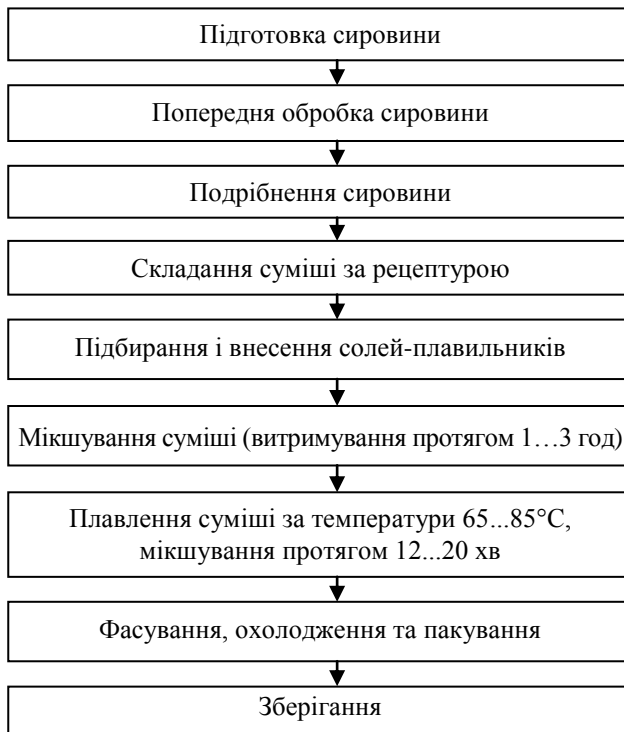 Підготовка сировини
Попередня обробка сировини
Подрібнення сировини
Складання суміші за рецептурою
Підбирання і внесення солей-плавильників
Мікшування суміші (витримування протягом 1…3 год)
Плавлення суміші за температури 65...85°C,
мікшування протягом 12...20 хв
Фасування, охолодження та пакування
Зберігання